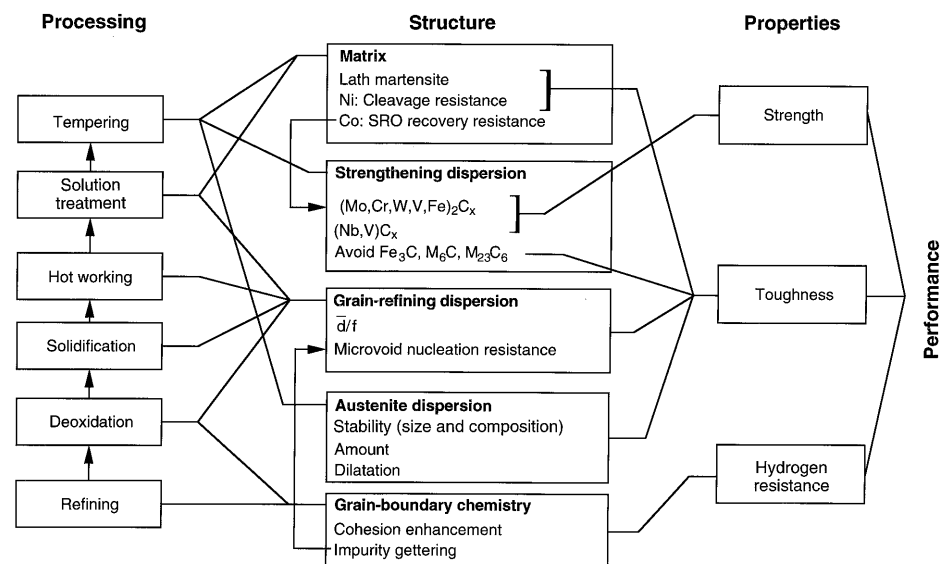 Processing
Structure
Properties
Tempering
Solution
treatment
Hot working
Solidification
Deoxidation
Refining
Matrix
Lath martensite
Ni: Cleavage resistance
Co: SRO recovery resistance
Strengthening dispersion
(Mo,Cr,W,V,Fe)₂Cₓ
(Nb,V)Cₓ
Avoid Fe₃C, M₆C, M₂₃C₆
Grain-refining dispersion
d̅/f
Microvoid nucleation resistance
Austenite dispersion
Stability (size and composition)
Amount
Dilatation
Grain-boundary chemistry
Cohesion enhancement
Impurity gettering
Strength
Toughness
Hydrogen
resistance
Performance